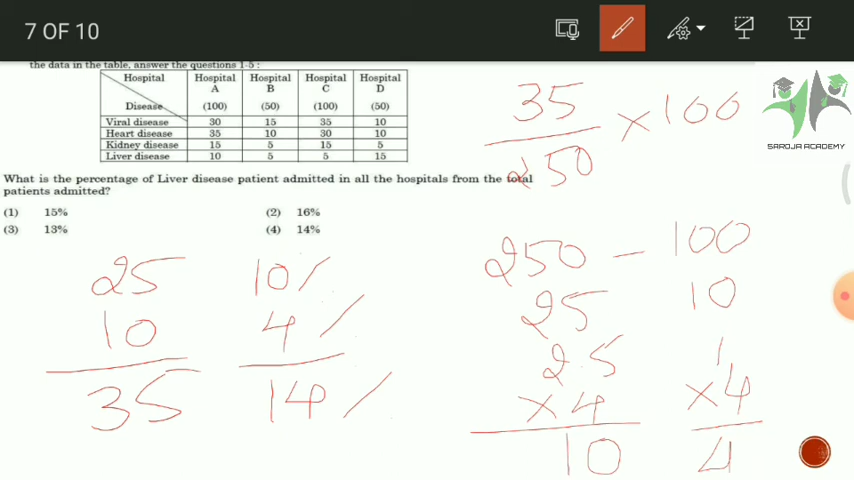 7 OF 10
the data in the table, answer the questions 1-5 :
Hospital Hospital Hospital Hospital Hospital
A B C D
Disease (100) (50) (100) (50)
Viral disease 30 15 35 10
Heart disease 35 10 30 10
Kidney disease 15 5 15 5
Liver disease 10 5 5 15
What is the percentage of Liver disease patient admitted in all the hospitals from the total
patients admitted?
(1) 15% (2) 16%
(3) 13% (4) 14%
35
250 × 100
SAROJA ACADEMY
250 – 100
25 10
2.5 1
×4 ×4
10 4
25 10/
10 4/
35 14/